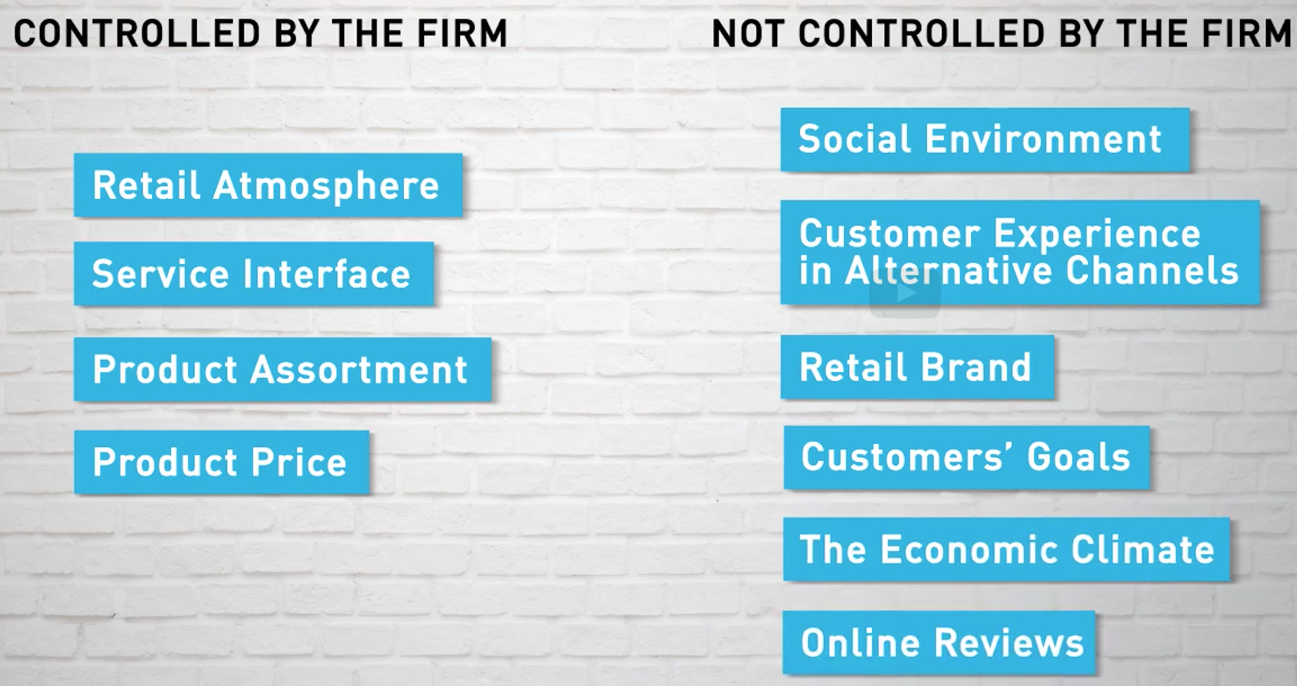 CONTROLLED BY THE FIRM
Retail Atmosphere
Service Interface
Product Assortment
Product Price
NOT CONTROLLED BY THE FIRM
Social Environment
Customer Experience
in Alternative Channels
Retail Brand
Customers’ Goals
The Economic Climate
Online Reviews